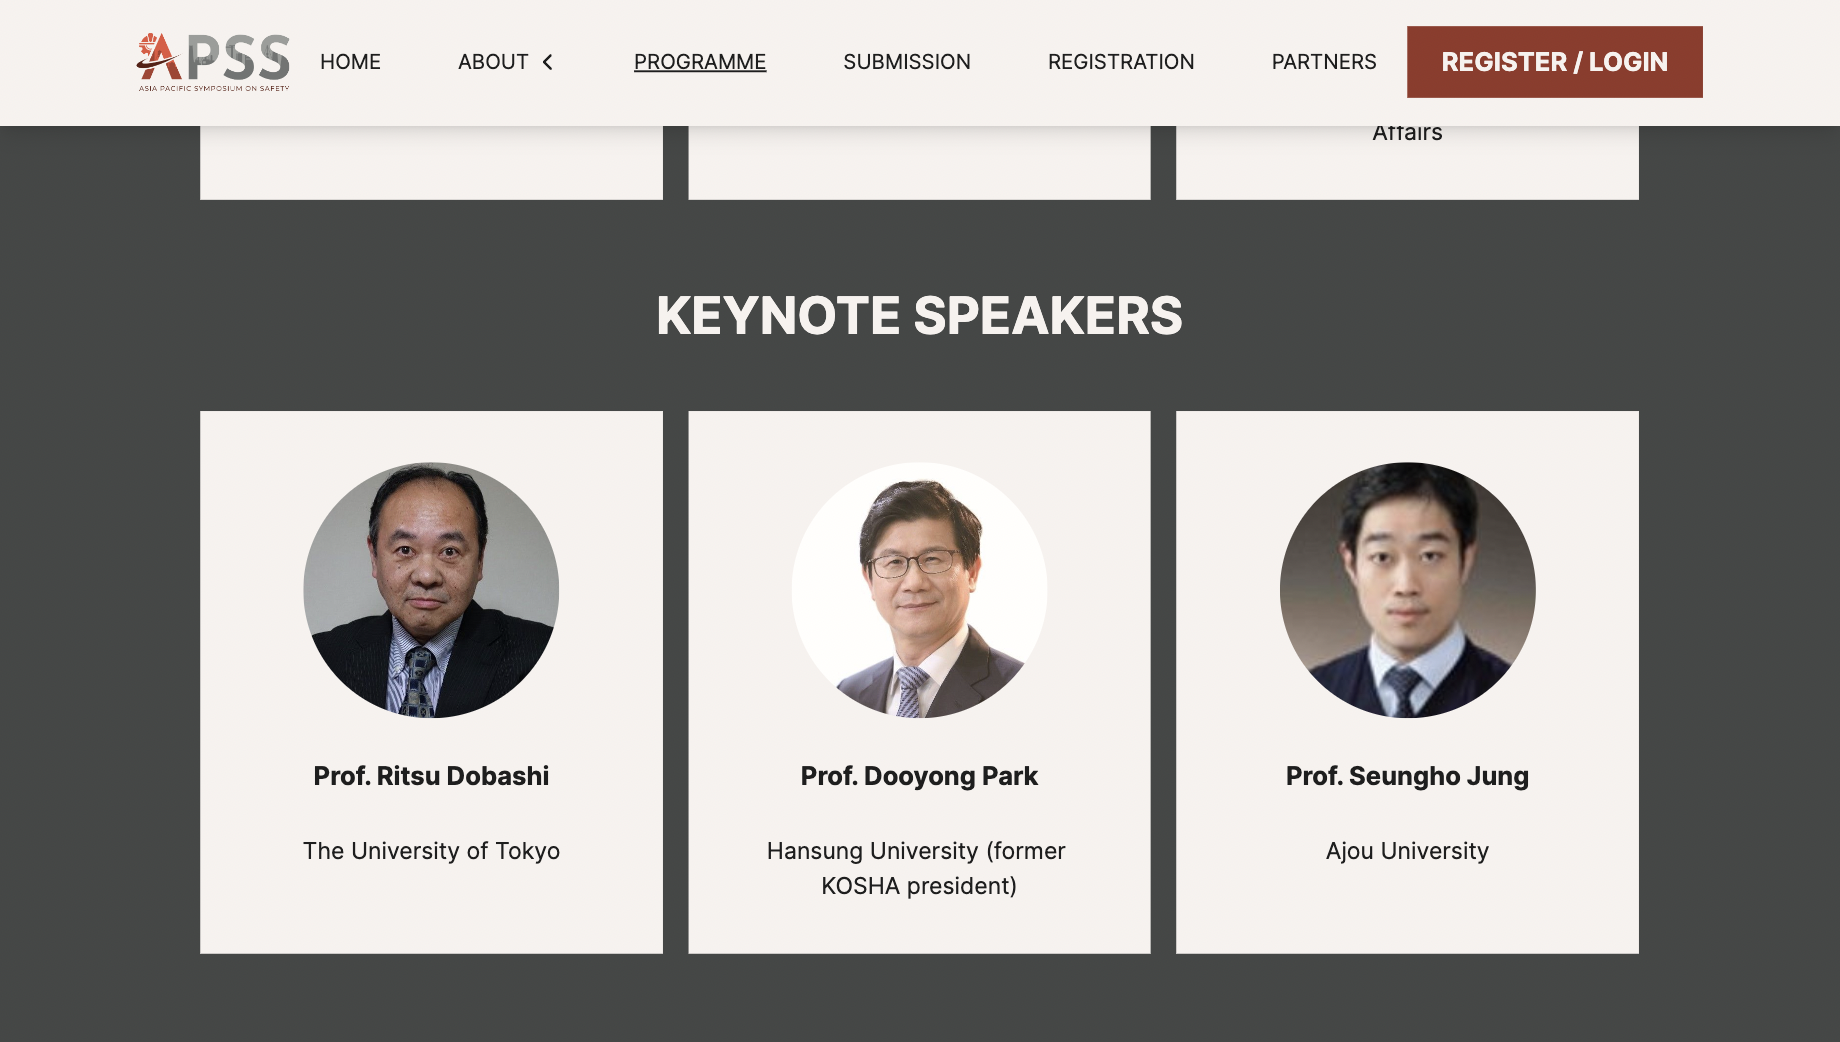 APSS
ASIA PACIFIC SYMPOSIUM ON SAFETY
HOME
ABOUT
PROGRAMME
SUBMISSION
REGISTRATION
PARTNERS
REGISTER / LOGIN
Affairs
KEYNOTE SPEAKERS
Prof. Ritsu Dobashi
The University of Tokyo
Prof. Dooyong Park
Hansung University (former
KOSHA president)
Prof. Seungho Jung
Ajou University